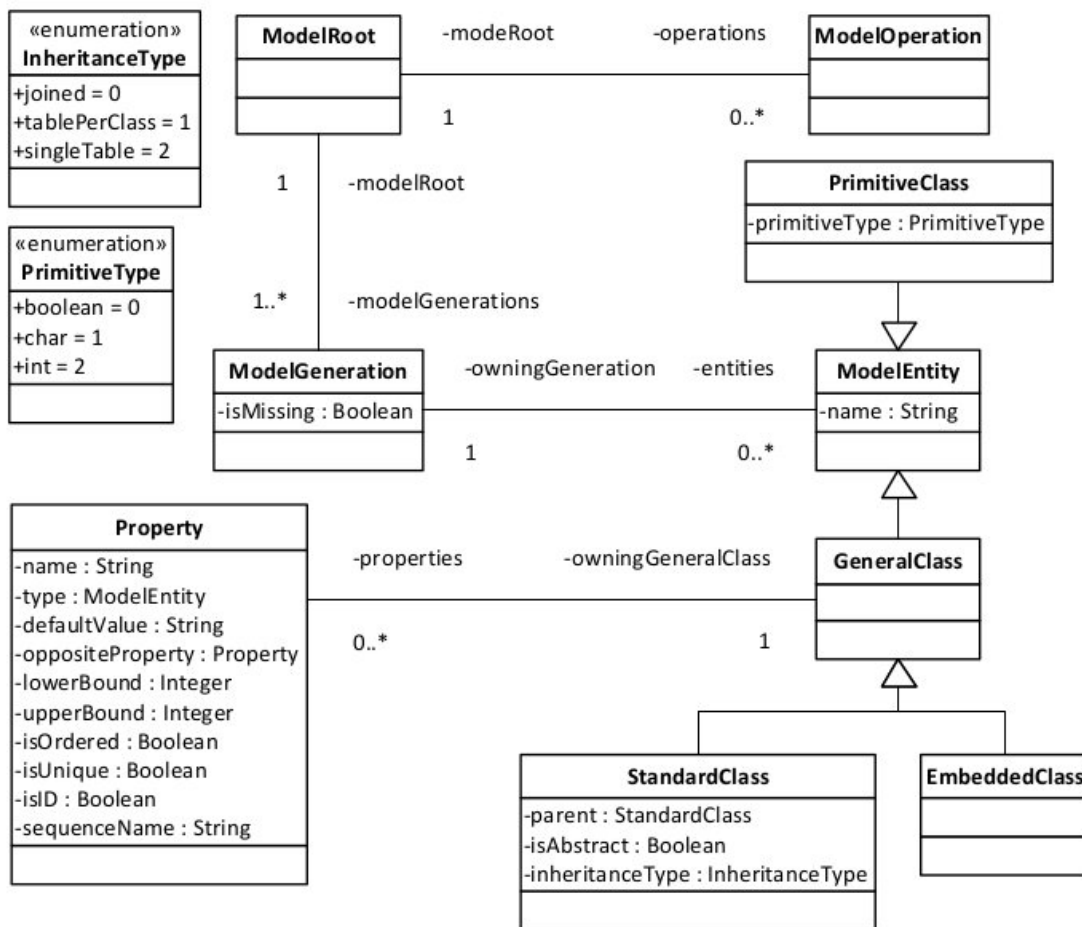 «enumeration»
InheritanceType
+joined = 0
+tablePerClass = 1
+singleTable = 2
ModelRoot
-modeRoot
-operations
1
0..*
ModelOperation
1
-modelRoot
1..*
-modelGenerations
«enumeration»
PrimitiveType
+boolean = 0
+char = 1
+int = 2
PrimitiveClass
-primitiveType : PrimitiveType
ModelGeneration
-isMissing : Boolean
-owningGeneration
-entities
1
0..*
ModelEntity
-name : String
Property
-name : String
-type : ModelEntity
-defaultValue : String
-oppositeProperty : Property
-lowerBound : Integer
-upperBound : Integer
-isOrdered : Boolean
-isUnique : Boolean
-isID : Boolean
-sequenceName : String
-properties
-owningGeneralClass
0..*
1
GeneralClass
StandardClass
-parent : StandardClass
-isAbstract : Boolean
-inheritanceType : InheritanceType
EmbeddedClass